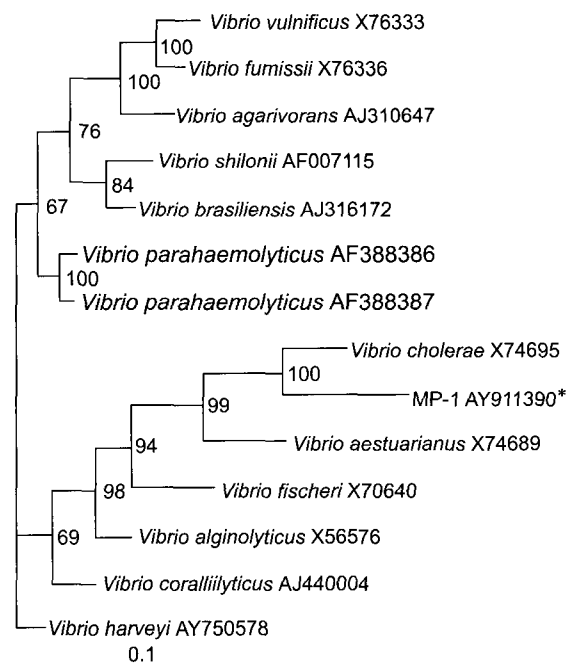 Vibrio vulnificus X76333
100
Vibrio fumissii X76336
100
Vibrio agarivorans AJ310647
76
Vibrio shilonii AF007115
84
67
Vibrio brasiliensis AJ316172
Vibrio parahaemolyticus AF388386
100
Vibrio parahaemolyticus AF388387
Vibrio cholerae X74695
100
MP-1 AY911390*
99
Vibrio aestuarianus X74689
94
Vibrio fischeri X70640
98
Vibrio alginolyticus X56576
69
Vibrio coralliilyticus AJ440004
Vibrio harveyi AY750578
0.1